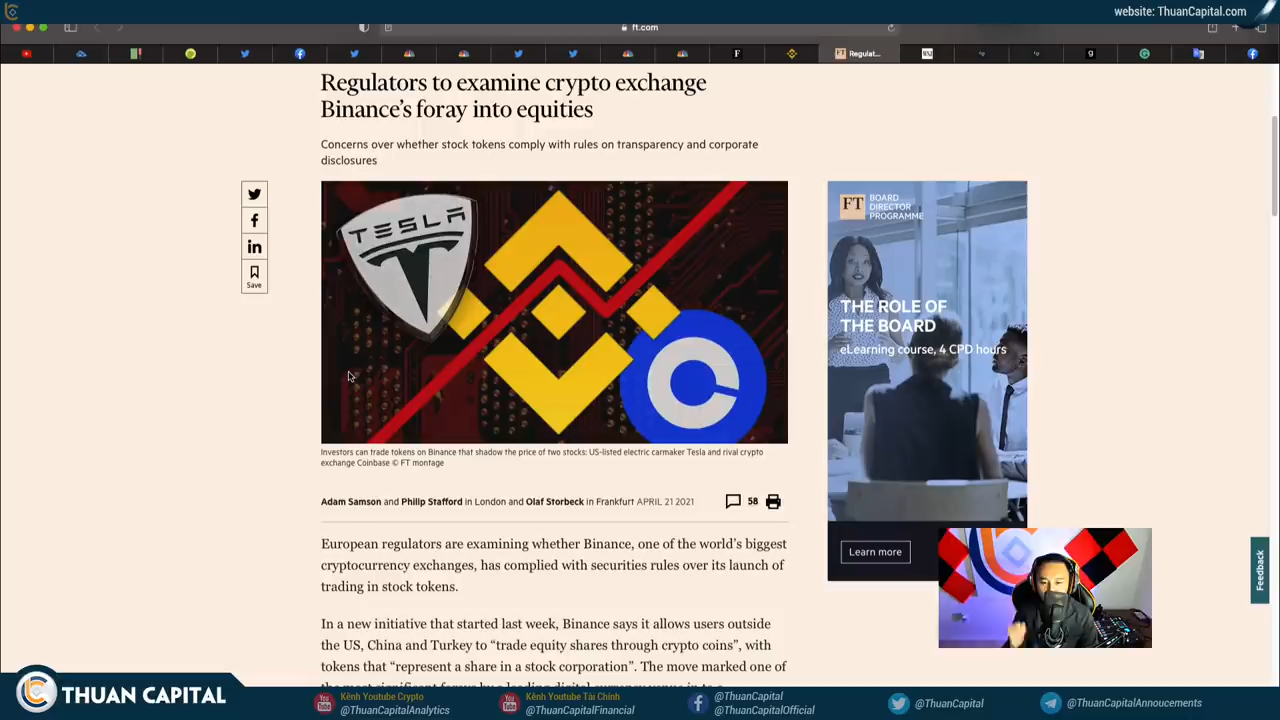 website: ThuanCapital.com
ft.com
FT Regulat...
Regulators to examine crypto exchange
Binance's foray into equities
Concerns over whether stock tokens comply with rules on transparency and corporate
disclosures
Save
TESLA
FT
BOARD
DIRECTOR
PROGRAMME
THE ROLE OF
THE BOARD
eLearning course, 4 CPD hours
Learn more
Investors can trade tokens on Binance that shadow the price of two stocks: US-listed electric carmaker Tesla and rival crypto
exchange Coinbase © FT montage
Adam Samson and Philip Stafford in London and Olaf Storbeck in Frankfurt APRIL 21 2021
58
European regulators are examining whether Binance, one of the world's biggest
cryptocurrency exchanges, has complied with securities rules over its launch of
trading in stock tokens.
In a new initiative that started last week, Binance says it allows users outside
the US, China and Turkey to “trade equity shares through crypto coins”, with
tokens that “represent a share in a stock corporation”. The move marked one of
Feedback
THUAN CAPITAL
Kênh Youtube Crypto
@ThuanCapitalAnalytics
Kênh Youtube Tài Chính
@ThuanCapitalFinancial
@ThuanCapital
@ThuanCapitalOfficial
@ThuanCapital
@ThuanCapitalAnnoucements